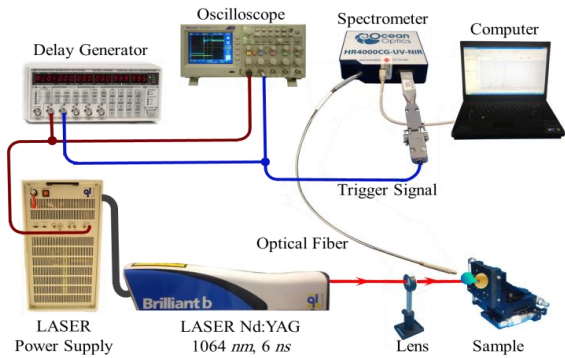 Oscilloscope
Spectrometer
Ocean
Optics
HR4000CG-UV-NIR
Computer
Delay Generator
Trigger Signal
Optical Fiber
Brilliant b
ql
LASER
Power Supply
LASER Nd:YAG
1064 nm, 6 ns
Lens
Sample